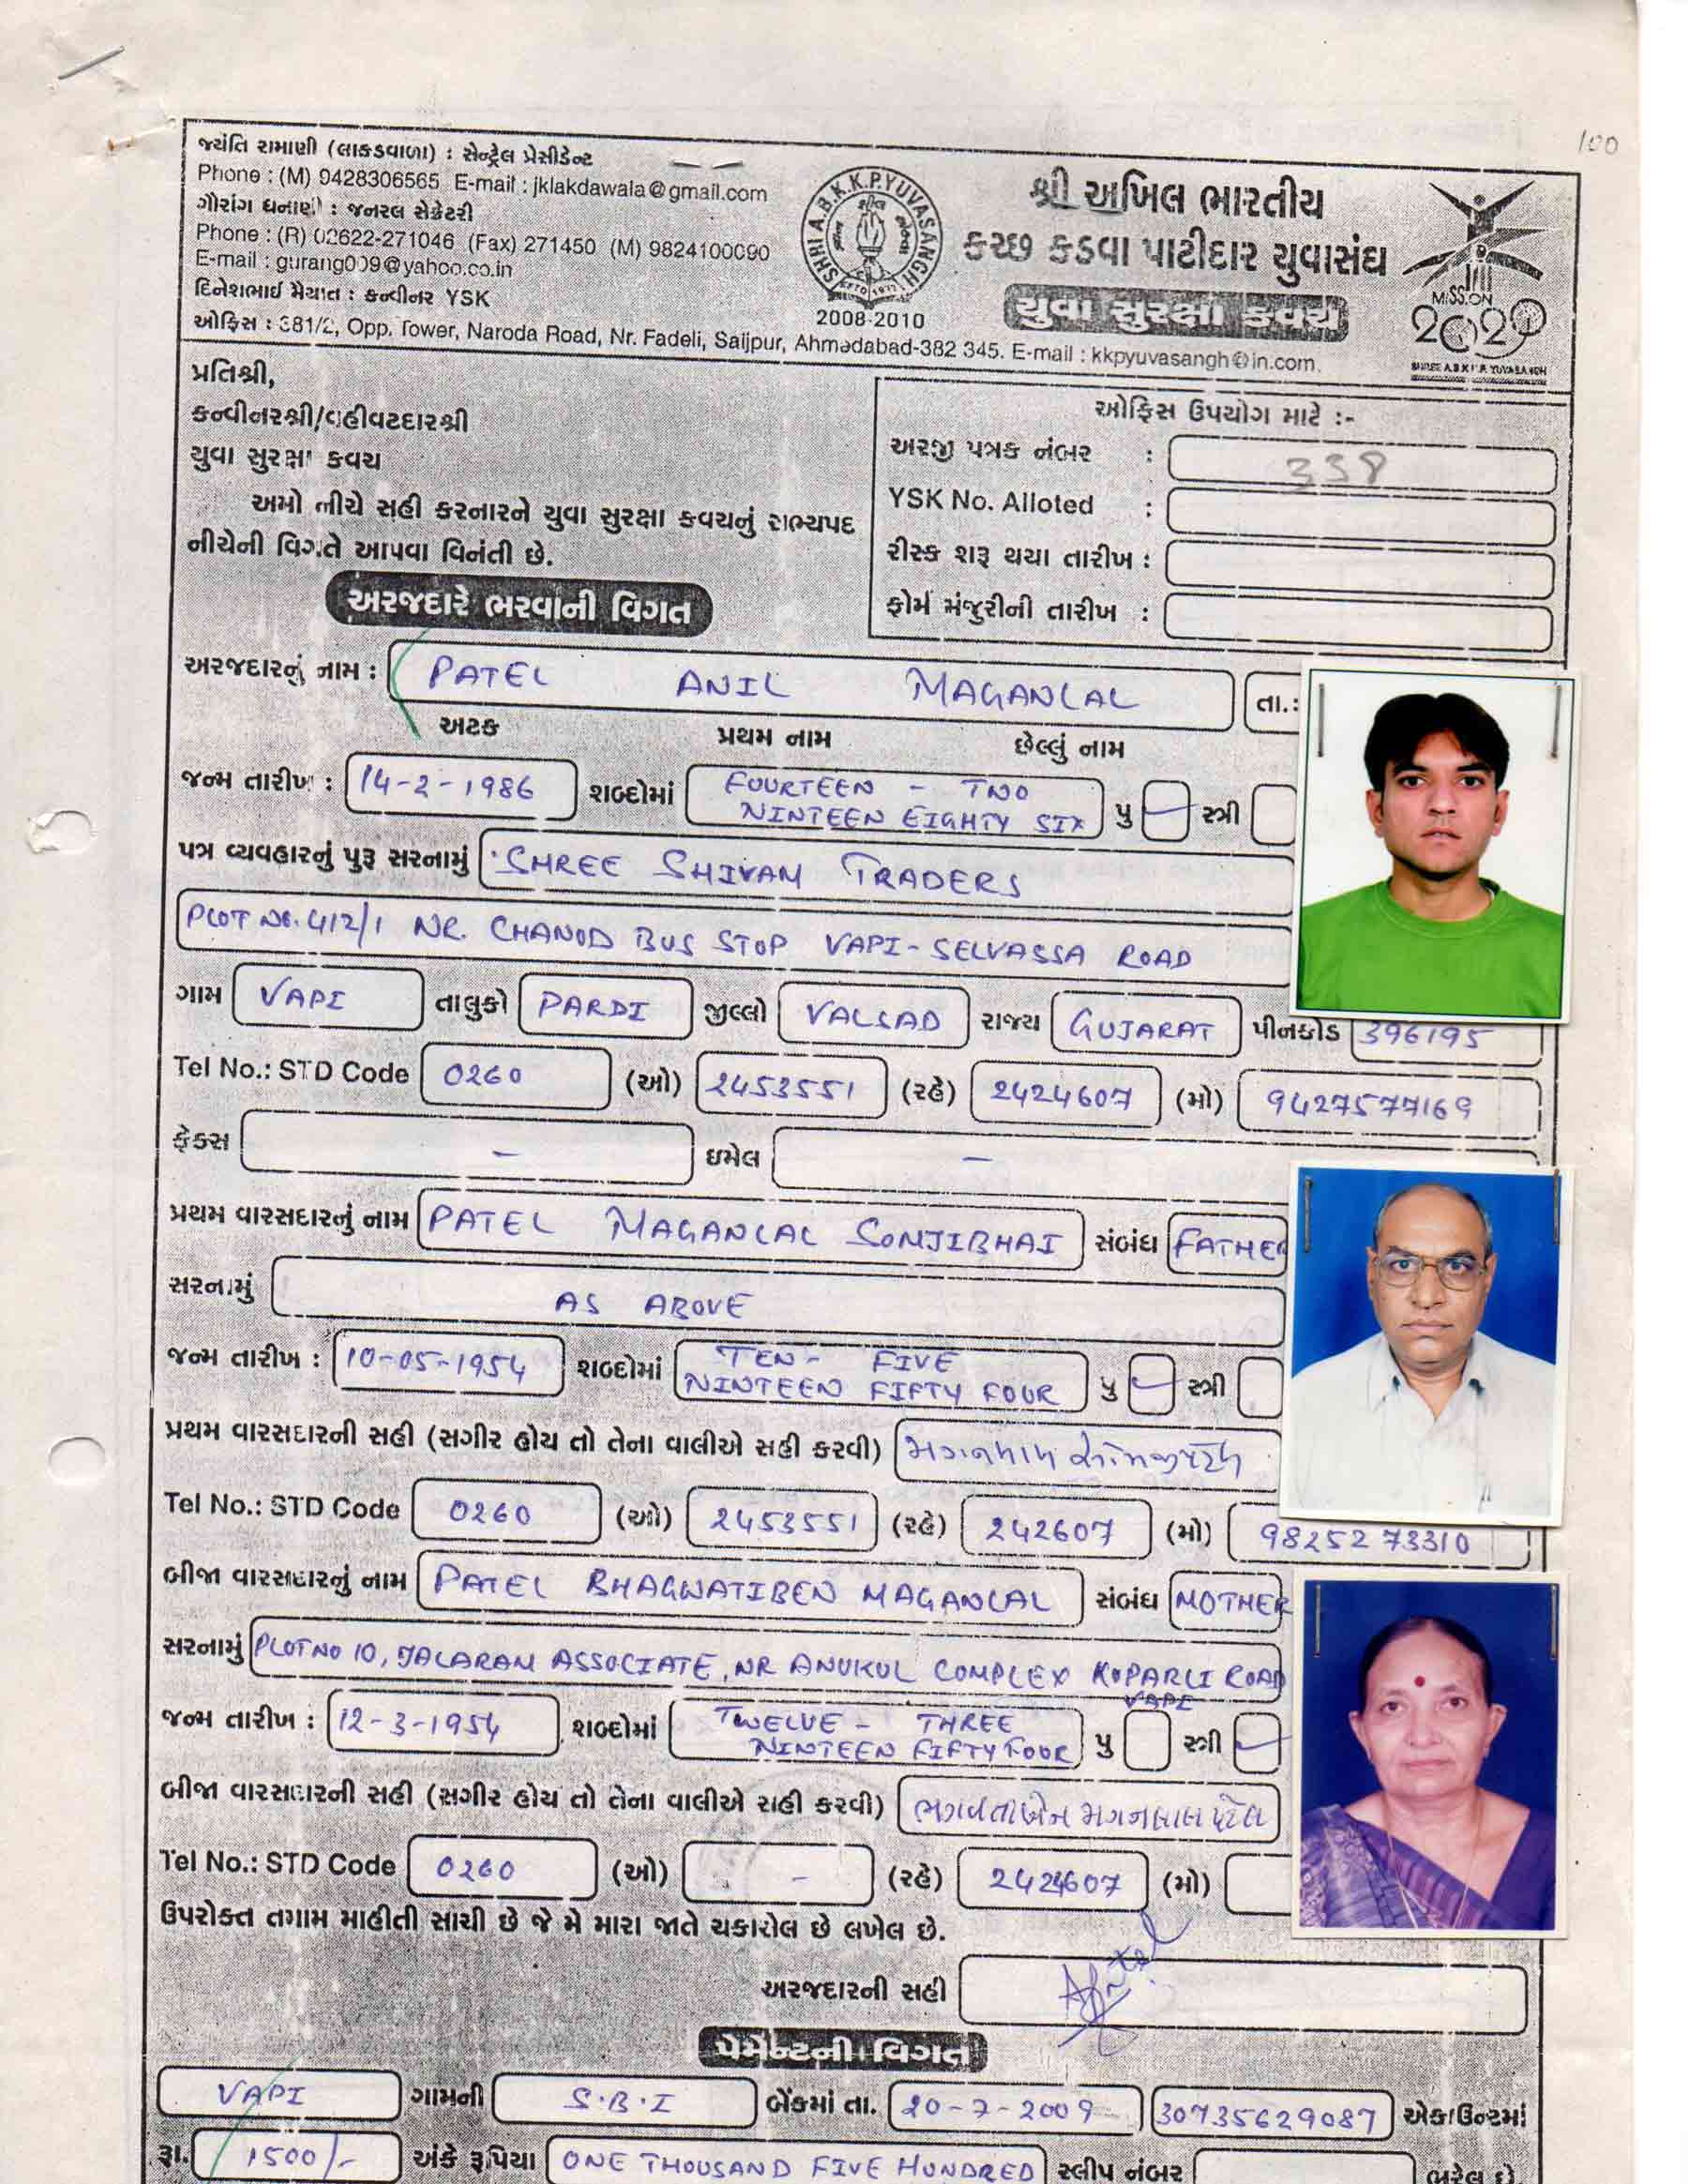 100
જયંતિ રામાણી (લાકડાવાળા) : સેન્ટ્રેલ પ્રેસીડેન્ટ
Phone : (M) 9428306565 E-mail : jklakdawala@gmail.com
ગૌરાંગ ધનાણી : જનરલ સેક્રેટરી
Phone : (R) 02622-271046 (Fax) 271450 (M) 9824100090
E-mail : gurang009@yahoo.co.in
દિનેશભાઈ મૈયાત : કન્વીનર YSK
ઓફિસ : 381/2, Opp. Tower, Naroda Road, Nr. Fadeli, Saijpur, Ahmedabad-382 345. E-mail : kkpyuvasangh@in.com.
SHRI A.B.K.K.P. YUVASANGH
2008-2010
શ્રી અખિલ ભારતીય
કચ્છ કડવા પાટીદાર યુવાસંઘ
યુવા સુરક્ષા કવચ
MISSION
2020
પ્રતિશ્રી,
કન્વીનરશ્રી/વહીવટદારશ્રી
યુવા સુરક્ષા કવચ
અમો નીચે સહી કરનારને યુવા સુરક્ષા કવચનું સભ્યપદ
નીચેની વિગતે આપવા વિનંતી છે.
ઓફિસ ઉપયોગ માટે :-
અરજી પત્રક નંબર : 338
YSK No. Alloted :
રીસ્ક શરૂ થયા તારીખ :
ફોર્મ મંજુરીની તારીખ :
અરજદારે ભરવાની વિગત
અરજદારનું નામ : PATEL ANIL MAGANLAL તા.:
અટક પ્રથમ નામ છેલ્લું નામ
જન્મ તારીખ : 14-2-1986 શબ્દોમાં FOURTEEN - TWO NINTEEN EIGHTY SIX પુ સ્ત્રી
પત્ર વ્યવહારનું પુરૂ સરનામું SHREE SHIVAM TRADERS
PLOT NO. 412/1 NR. CHANOD BUS STOP VAPI-SELVASSA ROAD
ગામ VAPI તાલુકો PARDI જીલ્લો VALSAD રાજ્ય GUJARAT પીનકોડ 396195
Tel No.: STD Code 0260 (ઓ) 2453551 (રહે) 2424607 (મો) 9427577169
ફેક્સ - ઇમેલ -
પ્રથમ વારસદારનું નામ PATEL MAGANLAL SOMJIBHAI સંબંધ FATHER
સરનામું AS ABOVE
જન્મ તારીખ : 10-05-1954 શબ્દોમાં TEN - FIVE NINTEEN FIFTY FOUR પુ સ્ત્રી
પ્રથમ વારસદારની સહી (સગીર હોય તો તેના વાલીએ સહી કરવી)
Tel No.: STD Code 0260 (ઓ) 2453551 (રહે) 242607 (મો) 9825273310
બીજા વારસદારનું નામ PATEL BHAGWATIBEN MAGANLAL સંબંધ MOTHER
સરનામું PLOT NO 10, JALARAM ASSOCIATE, NR ANUKUL COMPLEX KOPARLI ROAD
VAPI
જન્મ તારીખ : 12-3-1954 શબ્દોમાં TWELVE - THREE NINTEEN FIFTY FOUR પુ સ્ત્રી
બીજા વારસદારની સહી (સગીર હોય તો તેના વાલીએ સહી કરવી) ભગવતીબેન મગનલાલ પટેલ
Tel No.: STD Code 0260 (ઓ) - (રહે) 2424607 (મો)
ઉપરોક્ત તમામ માહીતી સાચી છે જે મે મારા જાતે ચકારોલ છે લખેલ છે.
અરજદારની સહી
પેમેન્ટની વિગત
VAPI ગામની S.B.I બેંકમાં તા. 20-7-2009 30735629087 એકાઉન્ટમાં
રૂા. 1500/- અંકે રૂપિયા ONE THOUSAND FIVE HUNDRED સ્લીપ નંબર ભરેલ છે